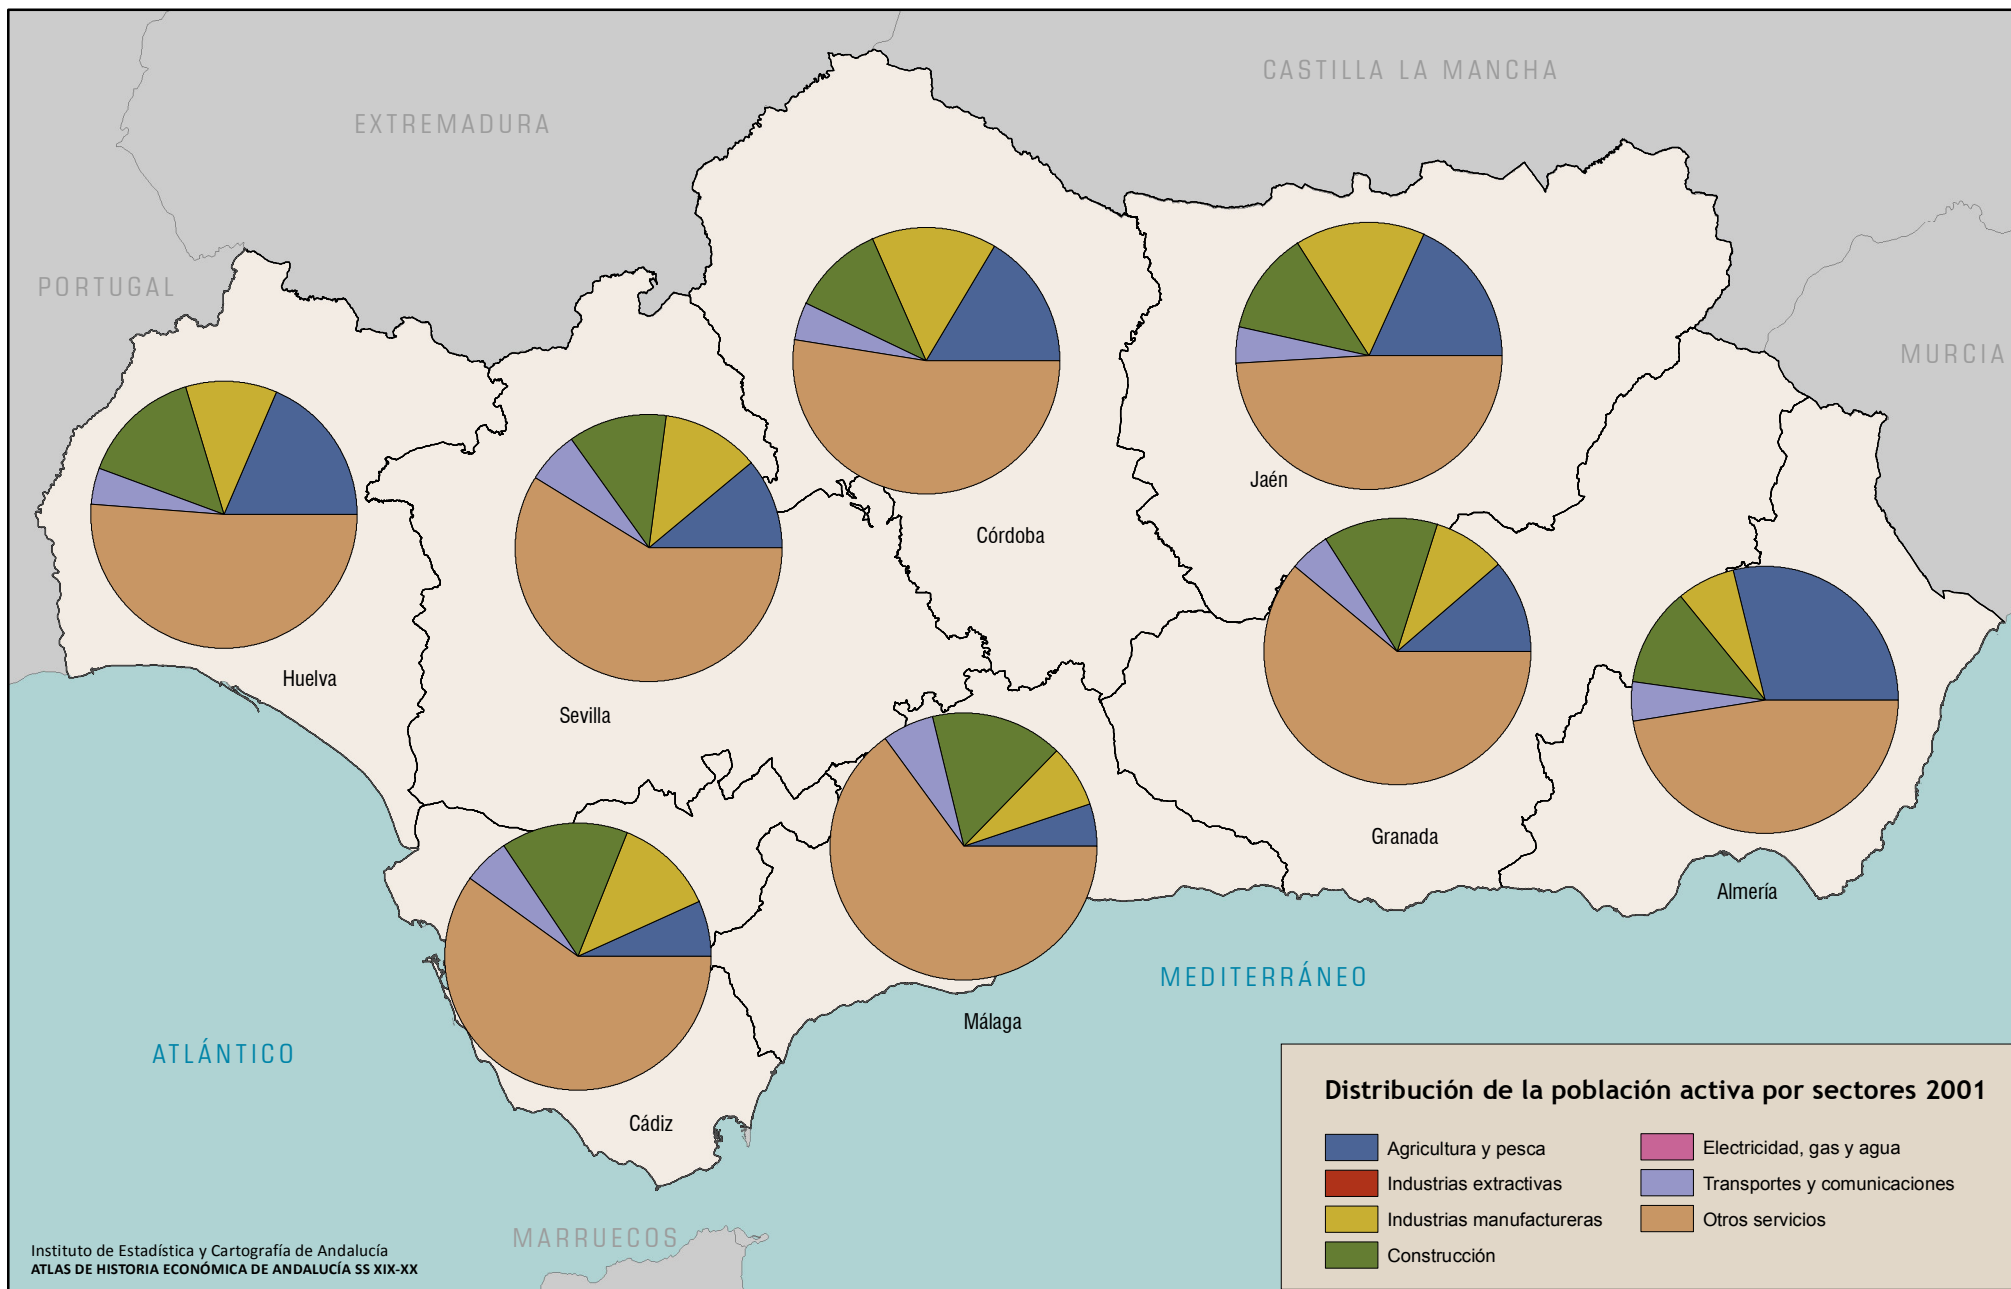 CASTILLA LA MANCHA
EXTREMADURA
PORTUGAL
MURCIA
Jaén
Córdoba
Huelva
Sevilla
Granada
Almería
MEDITERRÁNEO
Málaga
ATLÁNTICO
Cádiz
MARRUECOS
Distribución de la población activa por sectores 2001
Agricultura y pesca
Industrias extractivas
Industrias manufactureras
Construcción
Electricidad, gas y agua
Transportes y comunicaciones
Otros servicios
Instituto de Estadística y Cartografía de Andalucía
ATLAS DE HISTORIA ECONÓMICA DE ANDALUCÍA SS XIX-XX